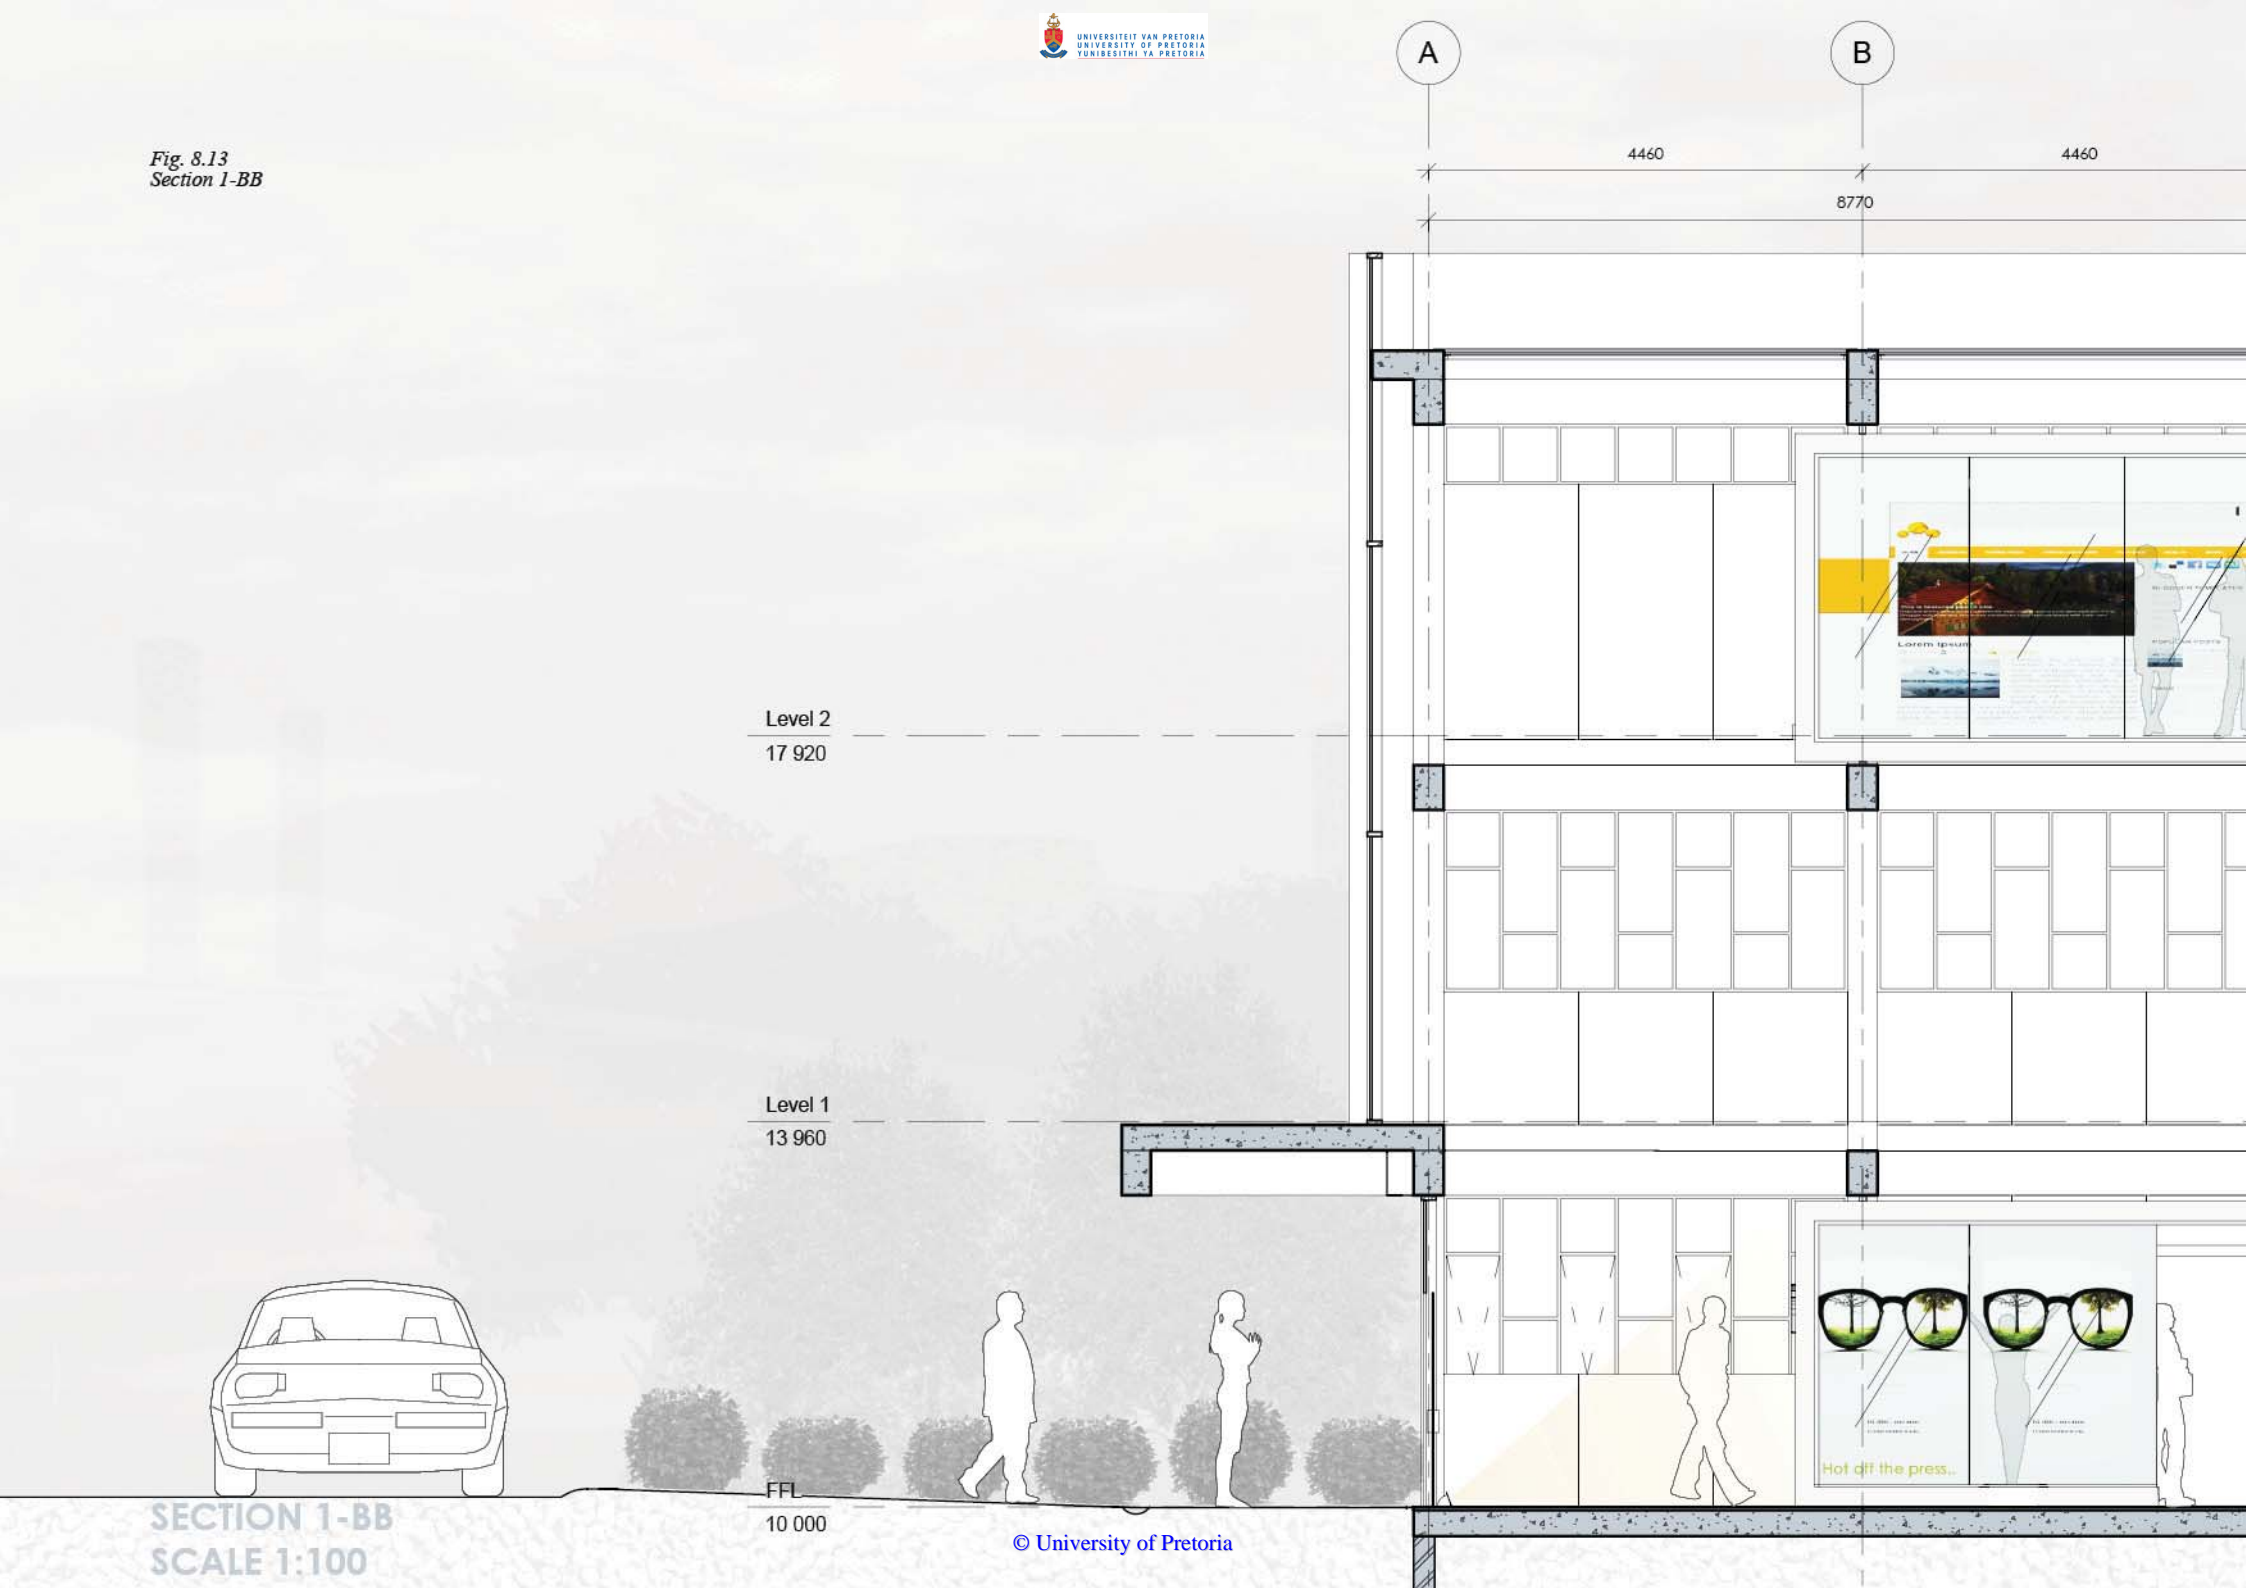 UNIVERSITEIT VAN PRETORIA
UNIVERSITY OF PRETORIA
YUNIBESITHI YA PRETORIA
A
B
Fig. 8.13
Section 1-BB
4460
4460
8770
Lorem Ipsum
Level 2
17 920
Level 1
13 960
Hot off the press..
FFL
10 000
SECTION 1-BB
SCALE 1:100
© University of Pretoria